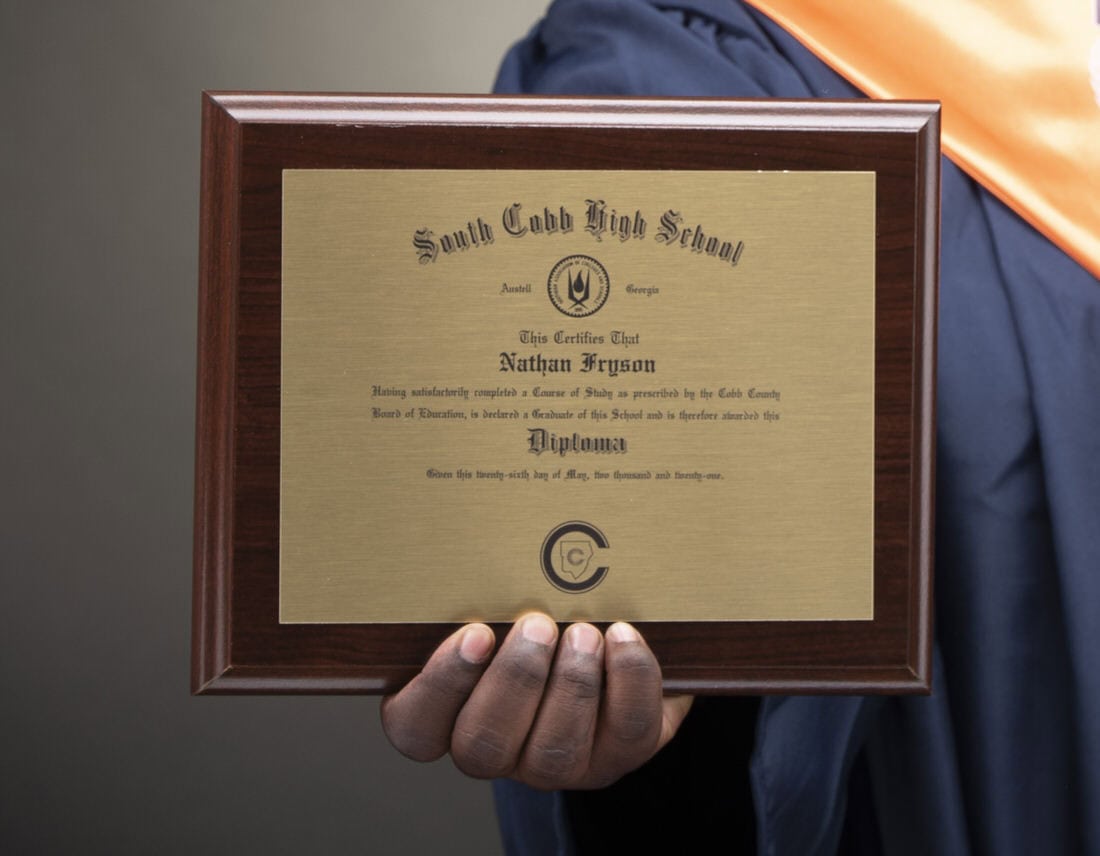 South Cobb High School
Austell Georgia
This Certifies That
Nathan Fryson
Having satisfactorily completed a Course of Study as prescribed by the Cobb County
Board of Education, is declared a Graduate of this School and is therefore awarded this
Diploma
Given this twenty-sixth day of May, two thousand and twenty-one.
C